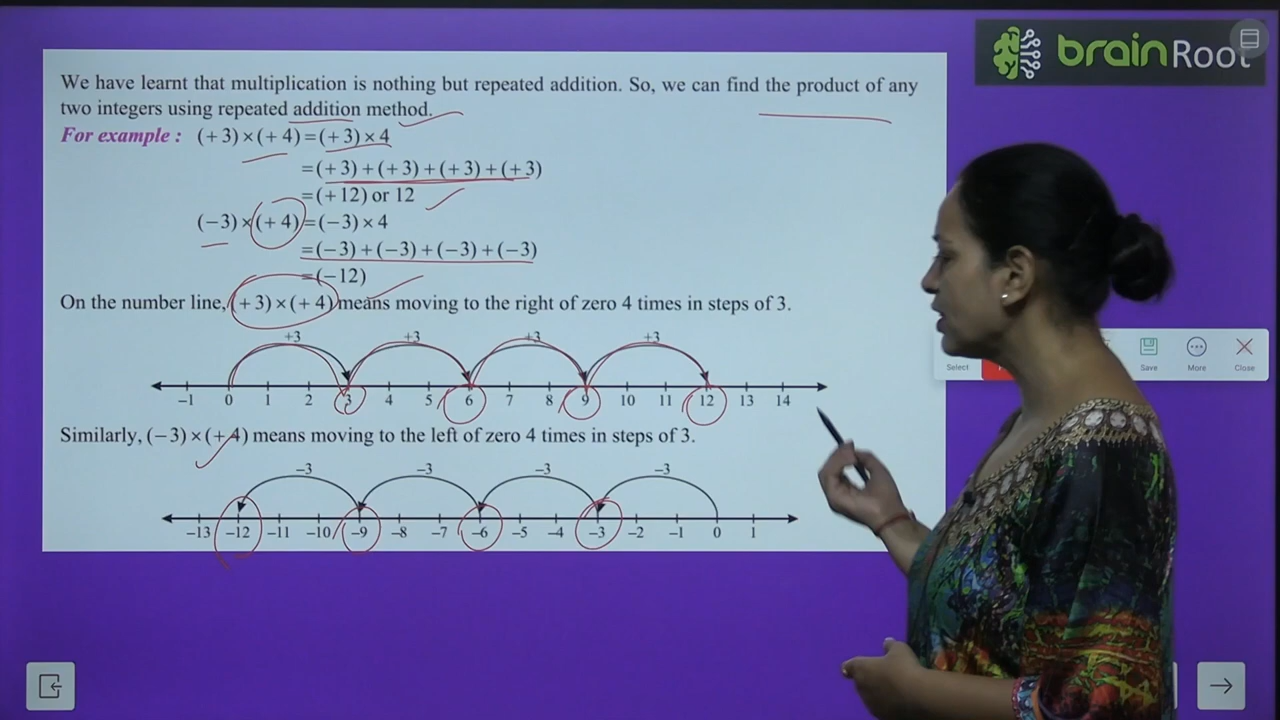 brainRoot
We have learnt that multiplication is nothing but repeated addition. So, we can find the product of any
two integers using repeated addition method.
For example : (+3)×(+4)=(+3)×4
=(+3)+(+3)+(+3)+(+3)
=(+12) or 12
(−3)×(+4)=(−3)×4
=(−3)+(−3)+(−3)+(−3)
=(−12)
On the number line, (+3)×(+4) means moving to the right of zero 4 times in steps of 3.
+3 +3 +3 +3
−1 0 1 2 3 4 5 6 7 8 9 10 11 12 13 14
Select Save More Close
Similarly, (−3)×(+4) means moving to the left of zero 4 times in steps of 3.
−3 −3 −3 −3
−13 −12 −11 −10 −9 −8 −7 −6 −5 −4 −3 −2 −1 0 1